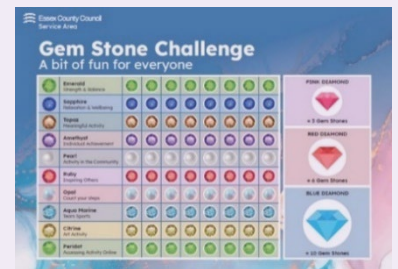 Essex County Council
Service Aims
Gem Stone Challenge
A bit of fun for everyone
Emerald
Strength & Balance
Sapphire
Relaxation & Wellbeing
Topaz
Meaningful Activity
Amethyst
Individual Achievement
Pearl
Activity in the Community
Ruby
Inspiring Others
Opal
Count your steps
Aqua Marine
Team Sports
Citrine
Art Activity
Peridot
Accessing Activity Online
PINK DIAMOND
= 3 Gem Stones
RED DIAMOND
= 6 Gem Stones
BLUE DIAMOND
= 10 Gem Stones